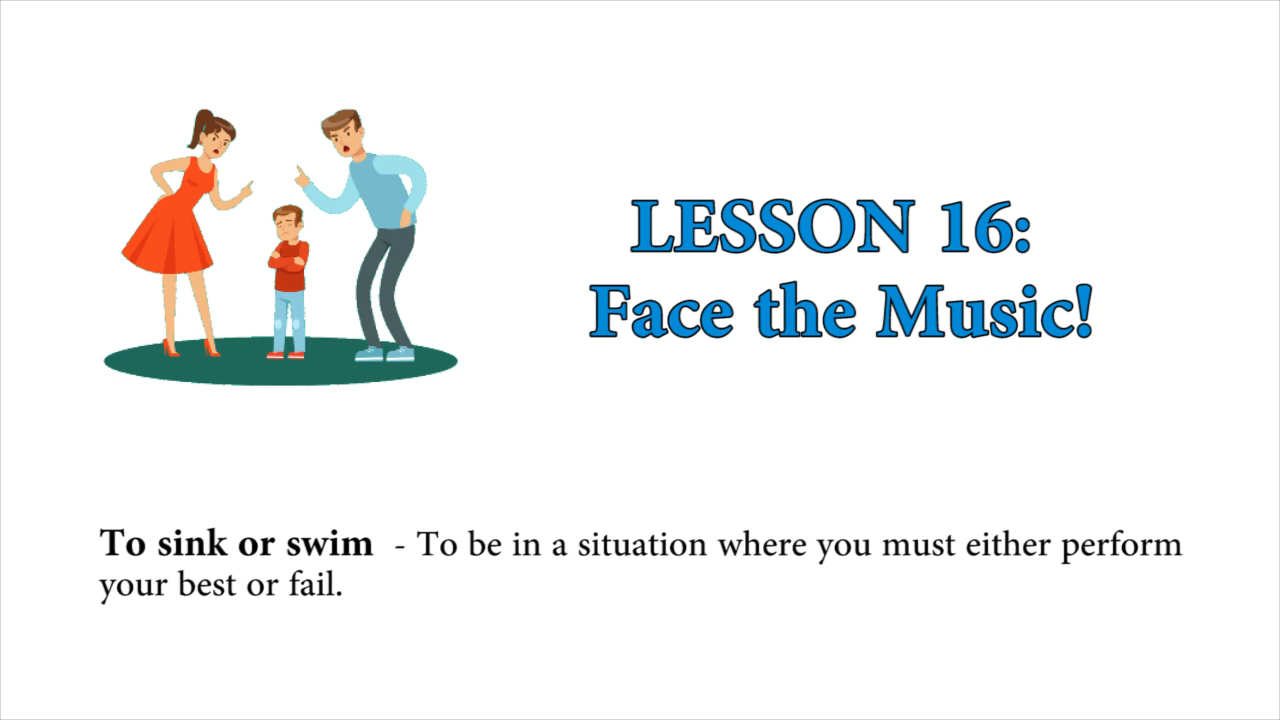 LESSON 16:
Face the Music!
To sink or swim - To be in a situation where you must either perform
your best or fail.